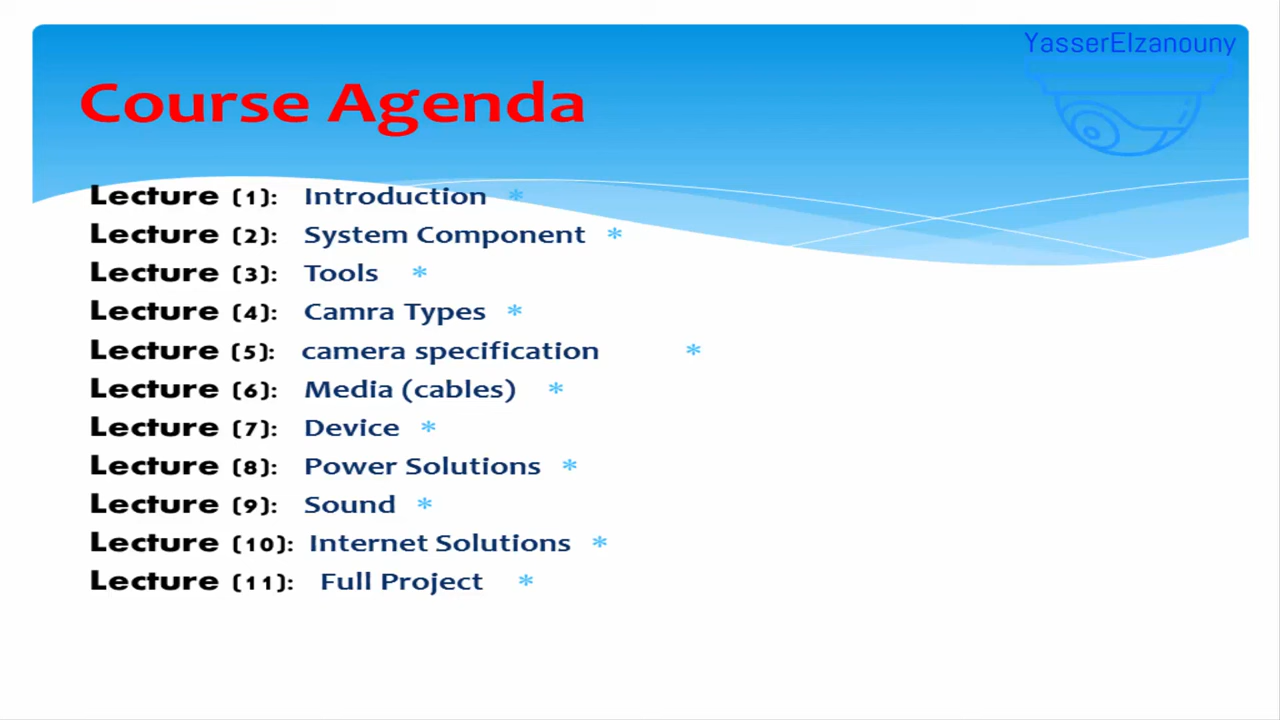 YasserElzanouny
Course Agenda
Lecture (1): Introduction *
Lecture (2): System Component *
Lecture (3): Tools *
Lecture (4): Camra Types *
Lecture (5): camera specification *
Lecture (6): Media (cables) *
Lecture (7): Device *
Lecture (8): Power Solutions *
Lecture (9): Sound *
Lecture (10): Internet Solutions *
Lecture (11): Full Project *